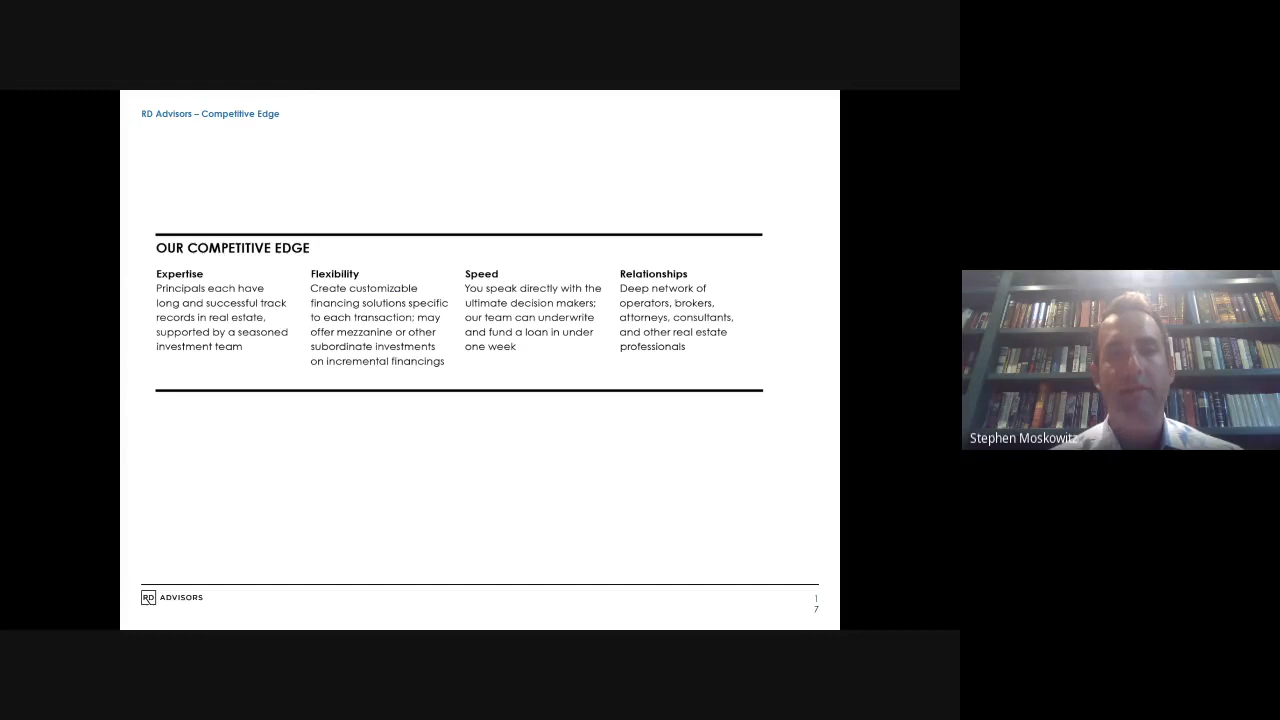 RD Advisors – Competitive Edge
OUR COMPETITIVE EDGE
Expertise
Principals each have
long and successful track
records in real estate,
supported by a seasoned
investment team
Flexibility
Create customizable
financing solutions specific
to each transaction; may
offer mezzanine or other
subordinate investments
on incremental financings
Speed
You speak directly with the
ultimate decision makers;
our team can underwrite
and fund a loan in under
one week
Relationships
Deep network of
operators, brokers,
attorneys, consultants,
and other real estate
professionals
RD ADVISORS
1
7
Stephen Moskowitz